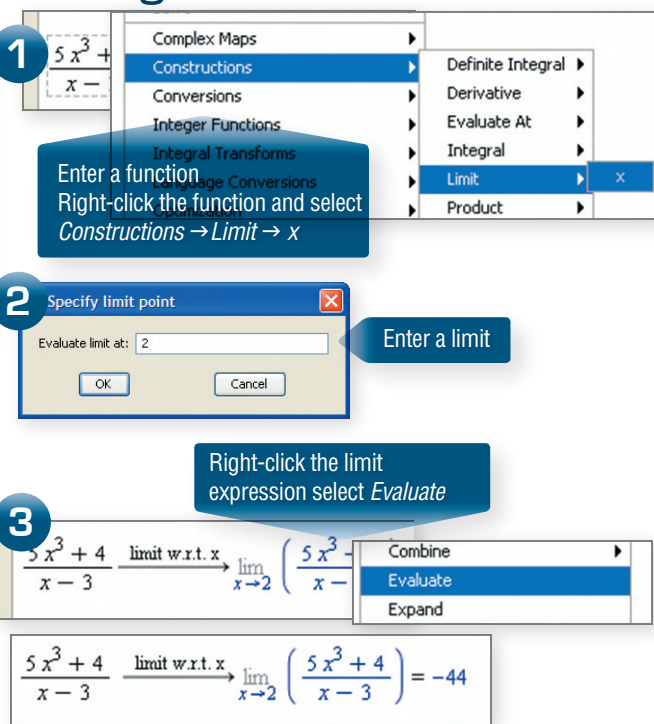 1
5 x³ +
x −
Complex Maps
Constructions
Conversions
Integer Functions
Integral Transforms
Language Conversions
Optimization
Definite Integral
Derivative
Evaluate At
Integral
Limit
x
Product
Enter a function
Right-click the function and select
Constructions → Limit → x
2
Specify limit point
Evaluate limit at: 2
OK Cancel
Enter a limit
Right-click the limit
expression select Evaluate
3
5 x³ + 4 / x − 3 limit w.r.t. x → lim x→2 ( 5 x³ / x −
Combine
Evaluate
Expand
5 x³ + 4 / x − 3 limit w.r.t. x → lim x→2 ( 5 x³ + 4 / x − 3 ) = −44